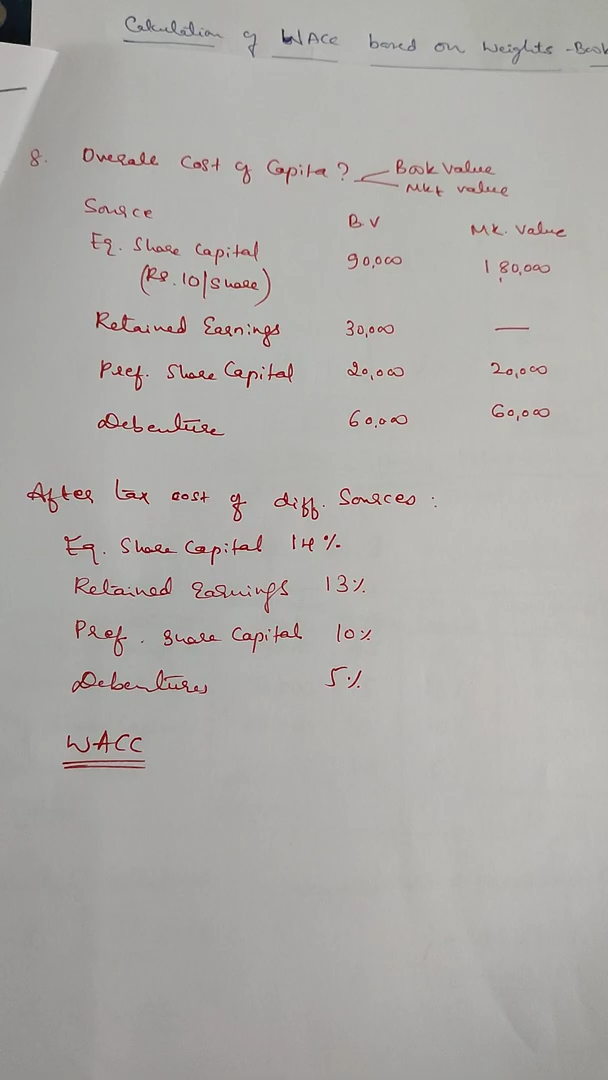 Calculation of WACC based on Weights - Book
8. Overall Cost of Capital? Book Value
Mkt value
Source B.V Mk. Value
Eq. Share Capital 90,000 1 80,000
(Rs. 10/Share)
Retained Earnings 30,000 —
Pref. Share Capital 20,000 20,000
Debenture 60,000 60,000
After tax cost of diff. Sources :
Eq. Share Capital 14%
Retained Earnings 13%
Pref. Share Capital 10%
Debentures 5%
WACC